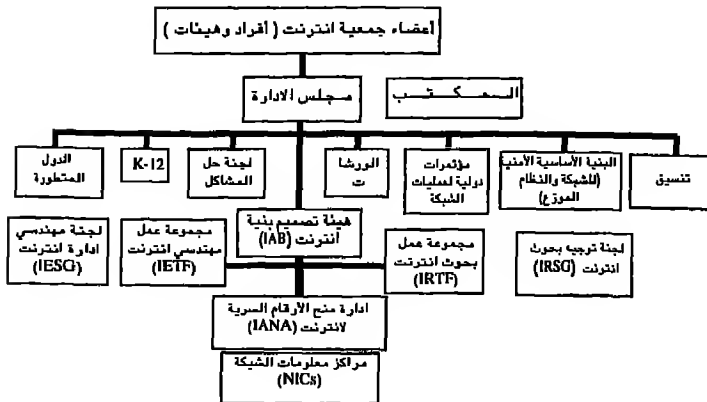 أعضاء جمعية انترنت ( أفراد وهيئات )
مجلس الادارة
المكتب
تنسيق
البنية الأساسية الأمنية
(للشبكة والنظام
الموزع)
مؤتمرات
دولية لعمليات
الشبكة
الورشا
ت
لجنة حل
المشاكل
K-12
الدول
المتطورة
هيئة تصميم بنية
أنترنت (IAB)
لجنة توجيه بحوث
انترنت (IRSG)
مجموعة عمل
بحوث انترنت
(IRTF)
مجموعة عمل
مهندسي انترنت
(IETF)
لجنة مهندسي
ادارة انترنت
(IESG)
ادارة منح الأرقام السرية
لانترنت (IANA)
مراكز معلومات الشبكة
(NICs)